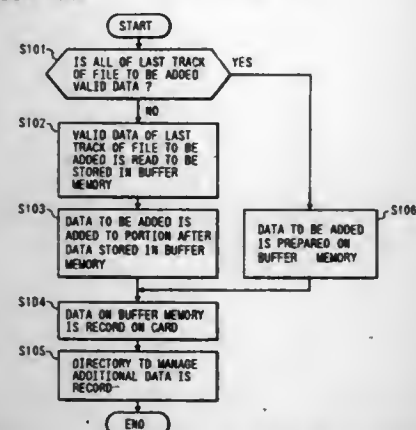 START
S101
IS ALL OF LAST TRACK
OF FILE TO BE ADDED
VALID DATA ?
YES
NO
S102
VALID DATA OF LAST
TRACK OF FILE TO BE
ADDED IS READ TO BE
STORED IN BUFFER
MEMORY
S103
DATA TO BE ADDED IS
ADDED TO PORTION AFTER
DATA STORED IN BUFFER
MEMORY
S106
DATA TO BE ADDED
IS PREPARED ON
BUFFER MEMORY
S104
DATA ON BUFFER MEMORY
IS RECORD ON CARD
S105
DIRECTORY TO MANAGE
ADDITIONAL DATA IS
RECORD
END